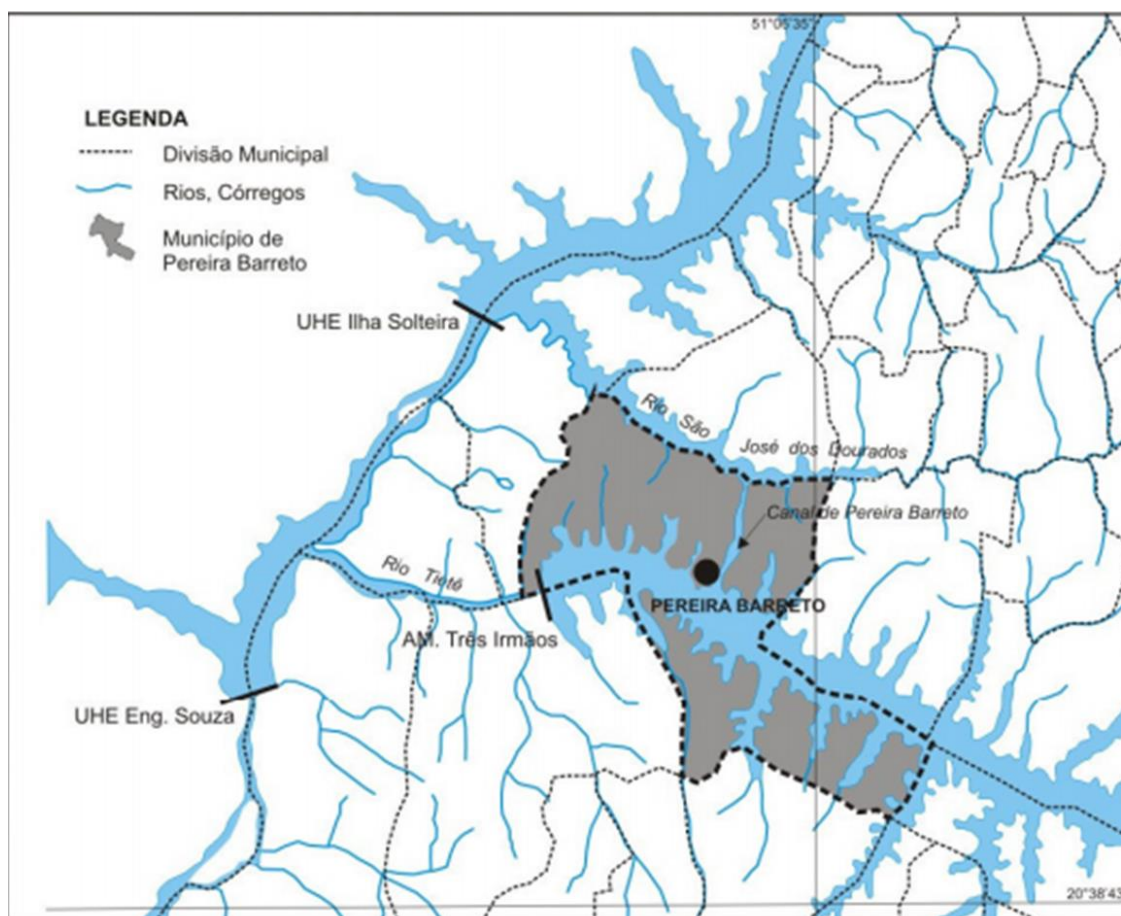 51°05'35"
LEGENDA
Divisão Municipal
Rios, Córregos
Município de
Pereira Barreto
UHE Ilha Solteira
Rio São
José dos Dourados
Canal de Pereira Barreto
Rio Tietê
PEREIRA BARRETO
AM. Três Irmãos
UHE Eng. Souza
20°38'43